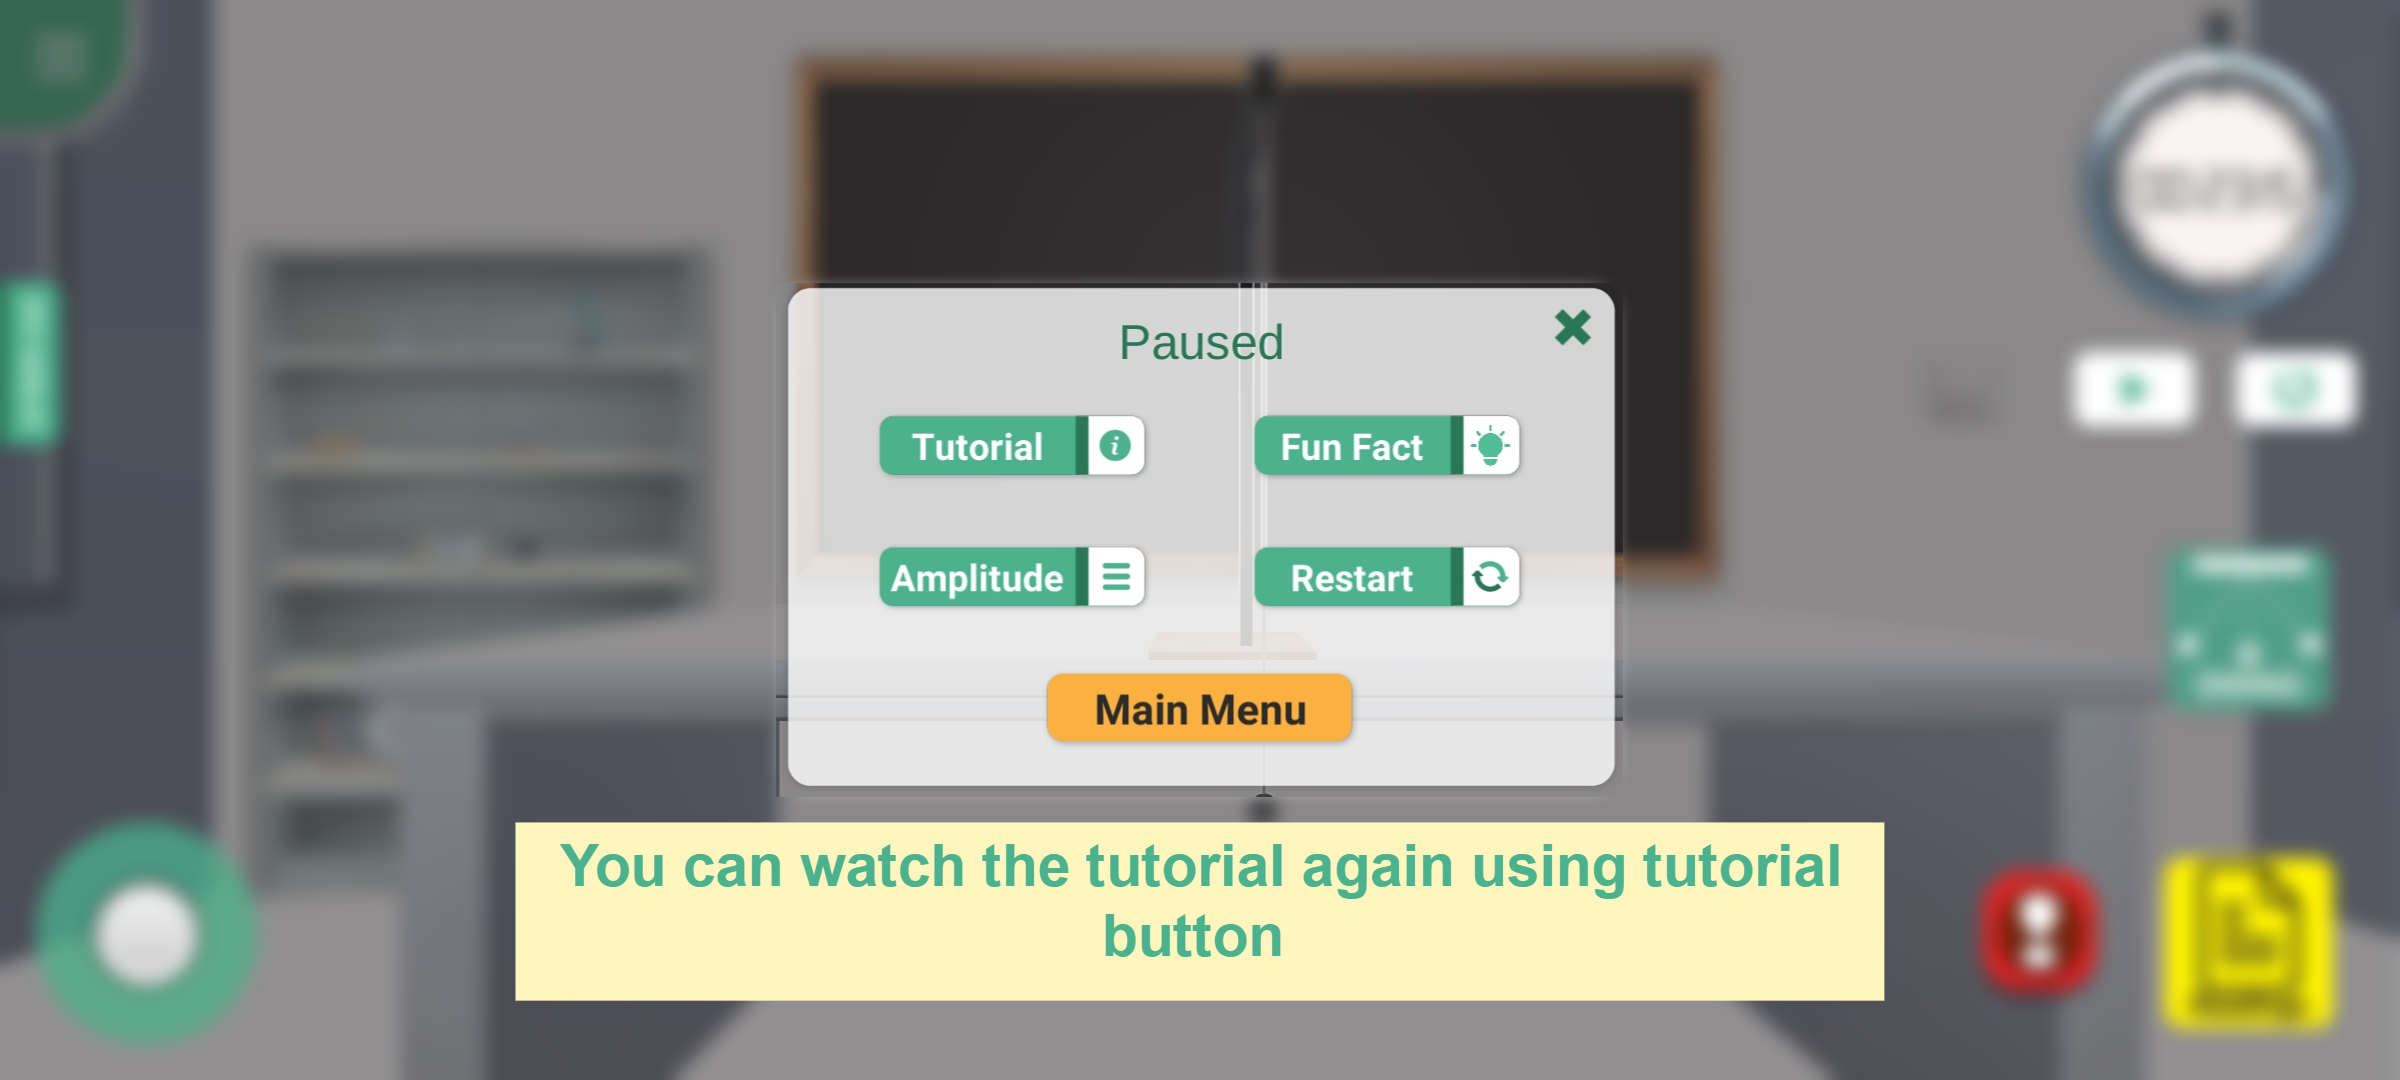 Paused
Tutorial
Fun Fact
Amplitude
Restart
Main Menu
You can watch the tutorial again using tutorial
button